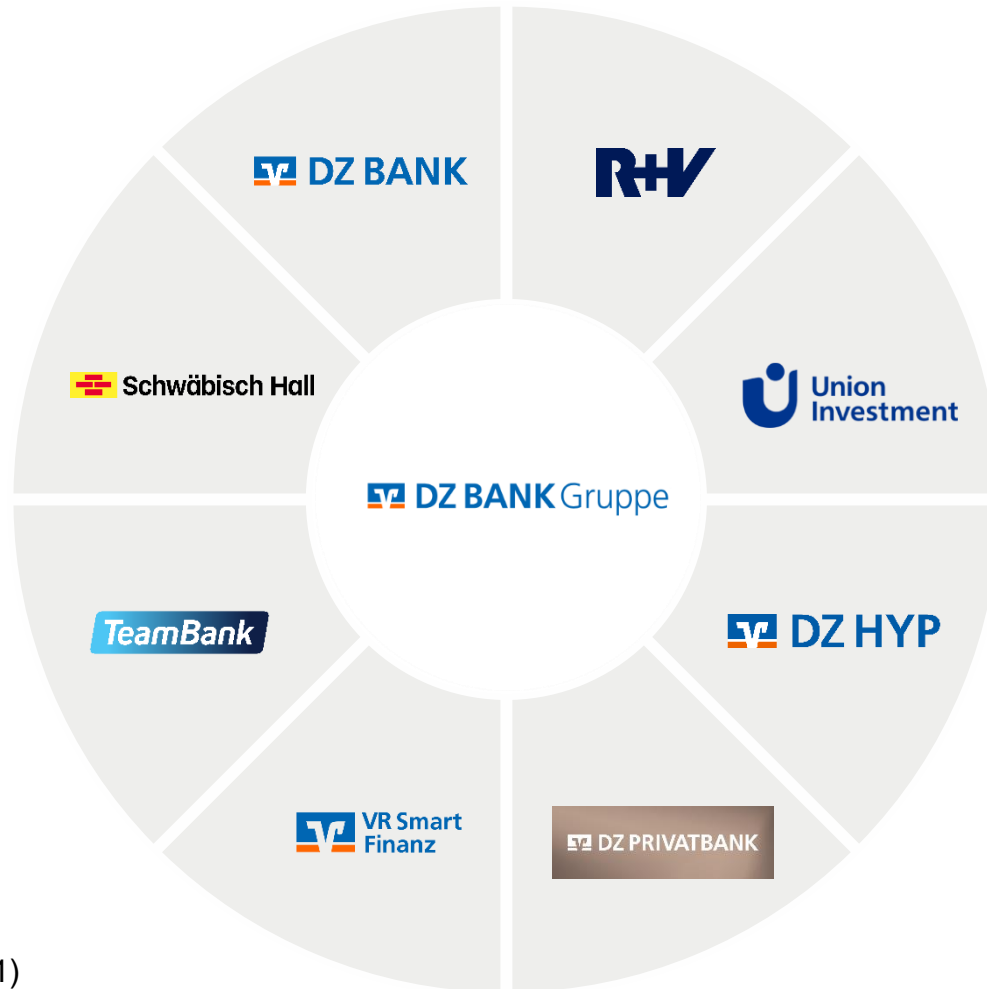 DZ BANK
R+V
Schwäbisch Hall
Union
Investment
DZ BANK Gruppe
TeamBank
DZ HYP
VR Smart
Finanz
DZ PRIVATBANK
1)